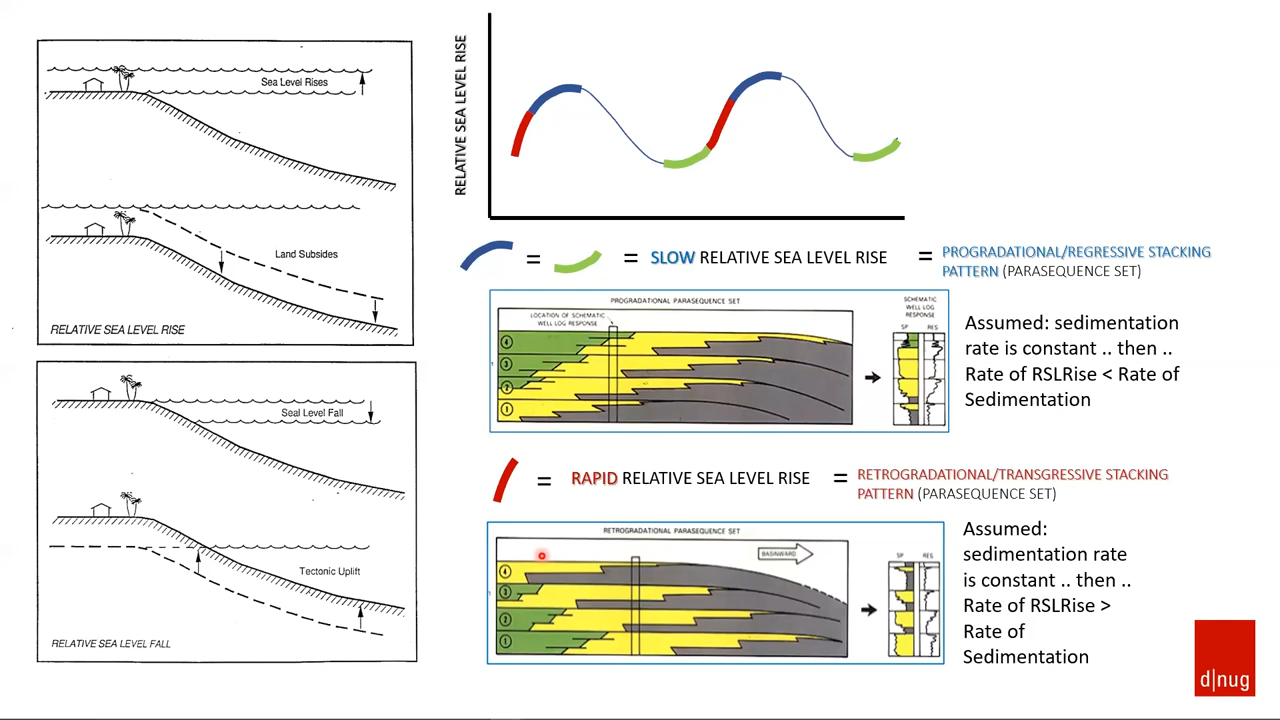 Sea Level Rises
Land Subsides
RELATIVE SEA LEVEL RISE
Seal Level Fall
Tectonic Uplift
RELATIVE SEA LEVEL FALL
RELATIVE SEA LEVEL RISE
=
=
SLOW RELATIVE SEA LEVEL RISE
=
PROGRADATIONAL/REGRESSIVE STACKING
PATTERN (PARASEQUENCE SET)
PROGRADATIONAL PARASEQUENCE SET
LOCATION OF SCHEMATIC
WELL LOG RESPONSE
4
3
2
1
SCHEMATIC
WELL LOG
RESPONSE
SP RES
Assumed: sedimentation
rate is constant .. then ..
Rate of RSLRise < Rate of
Sedimentation
=
RAPID RELATIVE SEA LEVEL RISE
=
RETROGRADATIONAL/TRANSGRESSIVE STACKING
PATTERN (PARASEQUENCE SET)
RETROGRADATIONAL PARASEQUENCE SET
BASINWARD
4
3
2
1
SP RES
Assumed:
sedimentation rate
is constant .. then ..
Rate of RSLRise >
Rate of
Sedimentation
d|nug